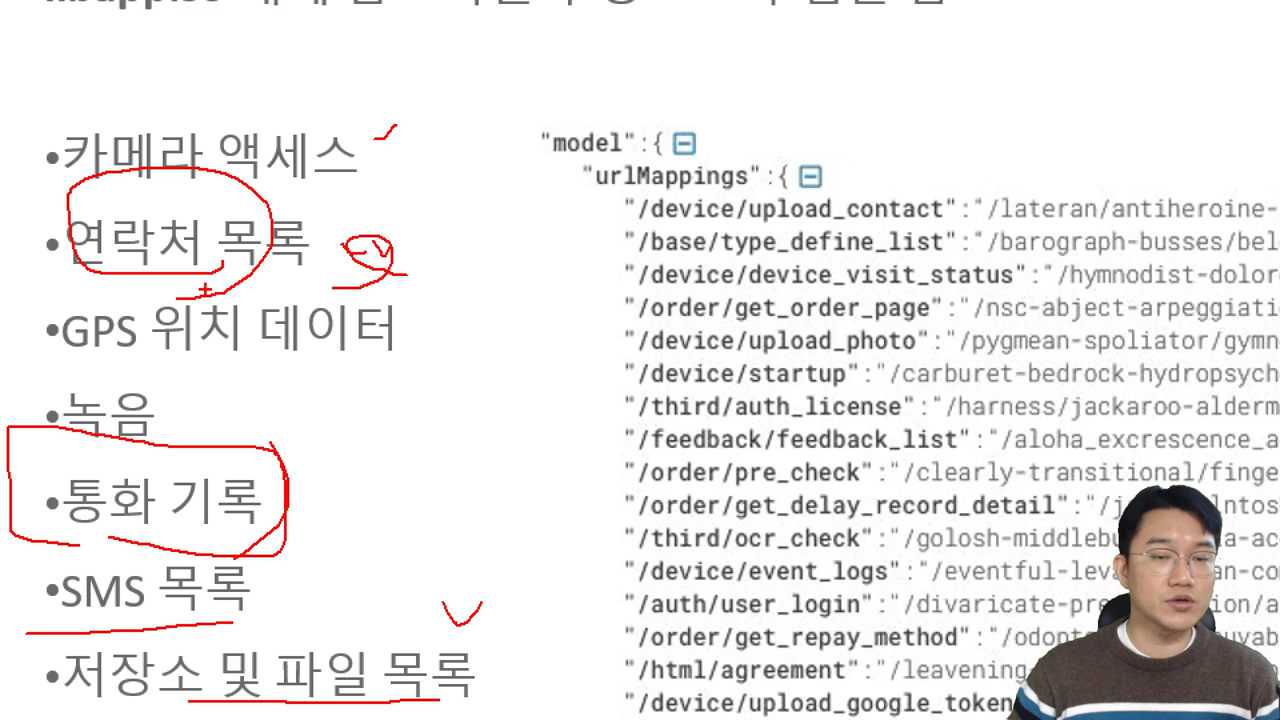 •카메라 액세스
•연락처 목록
•GPS 위치 데이터
•녹음
•통화 기록
•SMS 목록
•저장소 및 파일 목록
"model":{
"urlMappings":{
"/device/upload_contact":"/lateran/antiheroine-
"/base/type_define_list":"/barograph-busses/bel
"/device/device_visit_status":"/hymnodist-dolor
"/order/get_order_page":"/nsc-abject-arpeggiati
"/device/upload_photo":"/pygmean-spoliator/gymn
"/device/startup":"/carburet-bedrock-hydropsych
"/third/auth_license":"/harness/jackaroo-alderm
"/feedback/feedback_list":"/aloha_excrescence_a
"/order/pre_check":"/clearly-transitional/finge
"/order/get_delay_record_detail":"/j
"/third/ocr_check":"/golosh-middlebu
"/device/event_logs":"/eventful-lev
"/auth/user_login":"/divaricate-pre
"/order/get_repay_method":"/odont
"/html/agreement":"/leavening-
"/device/upload_google_token